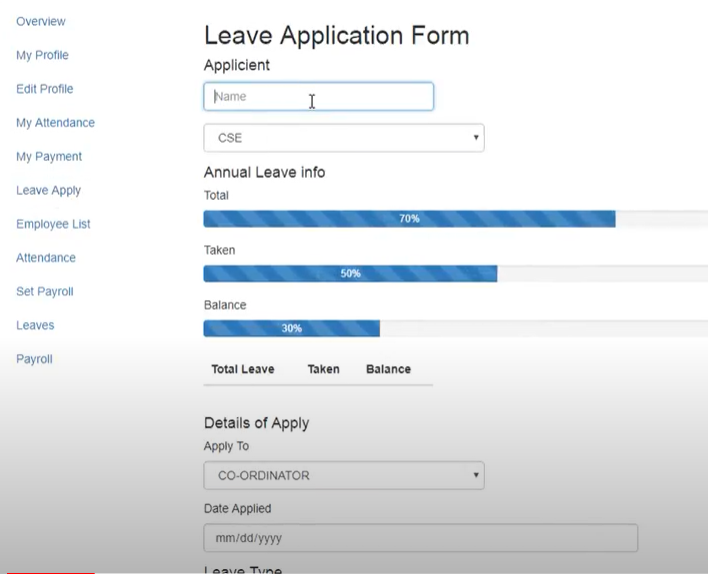 Overview
My Profile
Edit Profile
My Attendance
My Payment
Leave Apply
Employee List
Attendance
Set Payroll
Leaves
Payroll
Leave Application Form
Applicient
Name
CSE
Annual Leave info
Total
70%
Taken
50%
Balance
30%
Total Leave Taken Balance
Details of Apply
Apply To
CO-ORDINATOR
Date Applied
mm/dd/yyyy
Leave Type